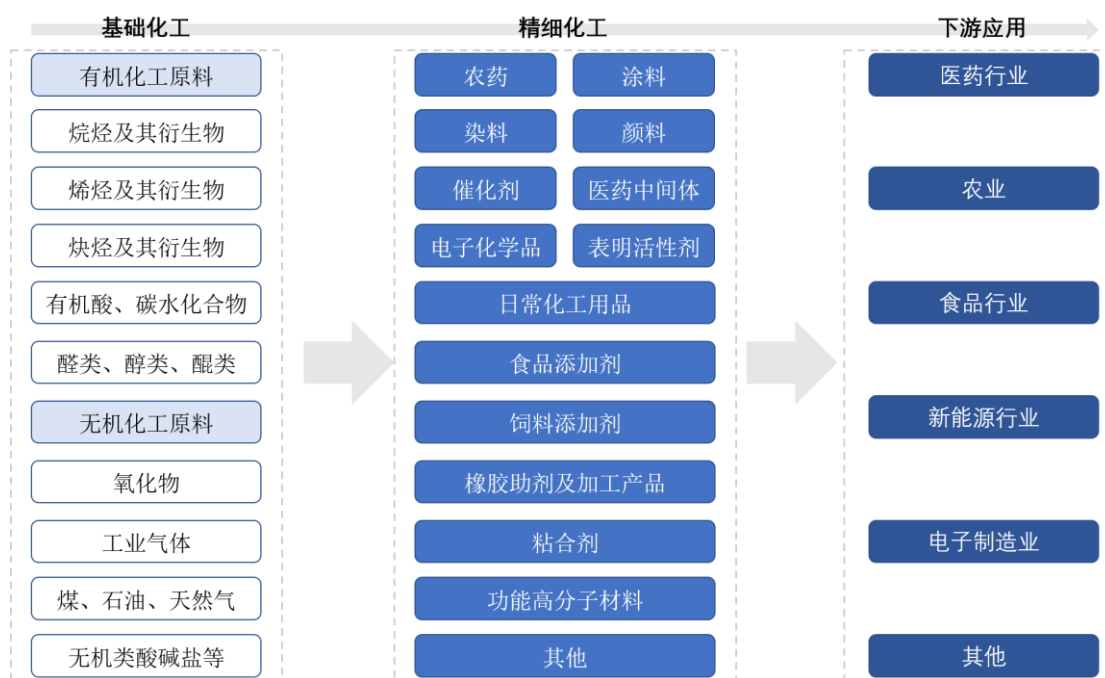 基础化工
精细化工
下游应用
有机化工原料
烷烃及其衍生物
烯烃及其衍生物
炔烃及其衍生物
有机酸、碳水化合物
醛类、醇类、醌类
无机化工原料
氧化物
工业气体
煤、石油、天然气
无机类酸碱盐等
农药
涂料
染料
颜料
催化剂
医药中间体
电子化学品
表明活性剂
日常化工用品
食品添加剂
饲料添加剂
橡胶助剂及加工产品
粘合剂
功能高分子材料
其他
医药行业
农业
食品行业
新能源行业
电子制造业
其他